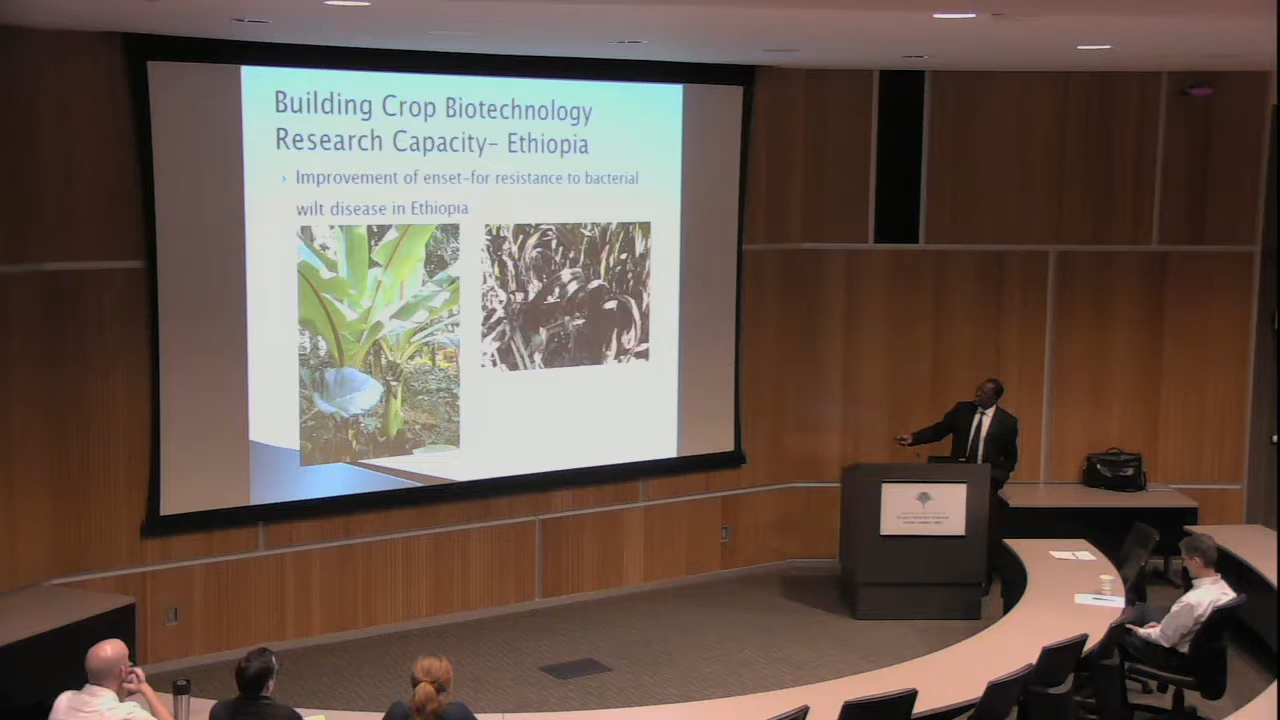 Building Crop Biotechnology
Research Capacity- Ethiopia
Improvement of enset-for resistance to bacterial
wilt disease in Ethiopia